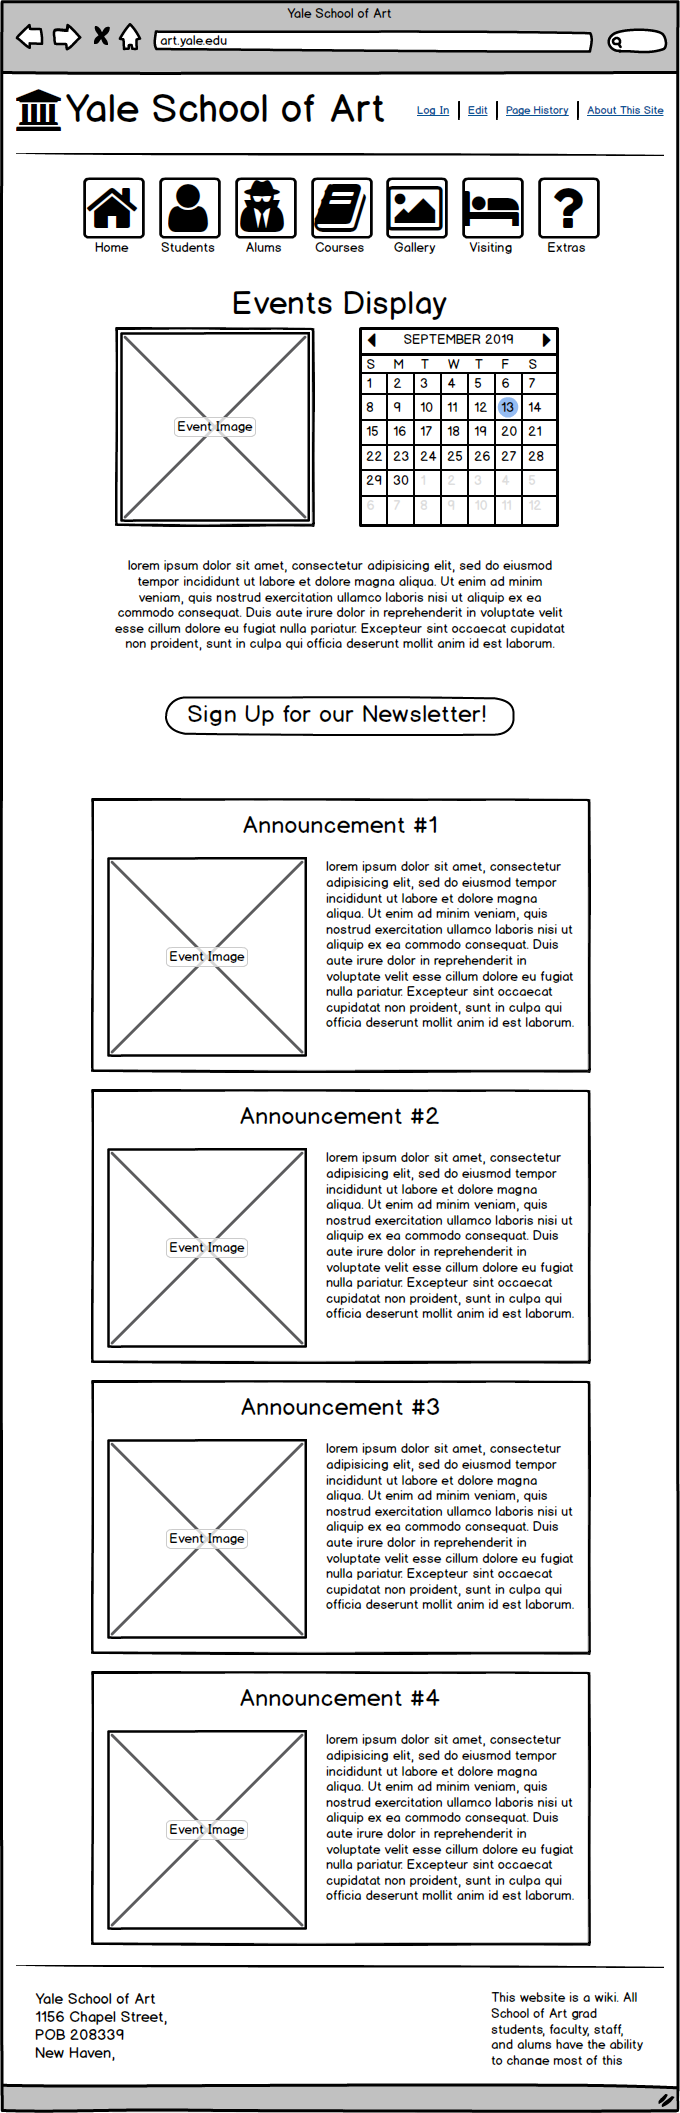 Yale School of Art
art.yale.edu
Yale School of Art
Log In | Edit | Page History | About This Site
Home Students Alums Courses Gallery Visiting Extras
Events Display
Event Image
SEPTEMBER 2019
S M T W T F S
1 2 3 4 5 6 7
8 9 10 11 12 13 14
15 16 17 18 19 20 21
22 23 24 25 26 27 28
29 30 1 2 3 4 5
6 7 8 9 10 11 12
lorem ipsum dolor sit amet, consectetur adipisicing elit, sed do eiusmod
tempor incididunt ut labore et dolore magna aliqua. Ut enim ad minim
veniam, quis nostrud exercitation ullamco laboris nisi ut aliquip ex ea
commodo consequat. Duis aute irure dolor in reprehenderit in voluptate velit
esse cillum dolore eu fugiat nulla pariatur. Excepteur sint occaecat cupidatat
non proident, sunt in culpa qui officia deserunt mollit anim id est laborum.
Sign Up for our Newsletter!
Announcement #1
Event Image
lorem ipsum dolor sit amet, consectetur
adipisicing elit, sed do eiusmod tempor
incididunt ut labore et dolore magna
aliqua. Ut enim ad minim veniam, quis
nostrud exercitation ullamco laboris nisi ut
aliquip ex ea commodo consequat. Duis
aute irure dolor in reprehenderit in
voluptate velit esse cillum dolore eu fugiat
nulla pariatur. Excepteur sint occaecat
cupidatat non proident, sunt in culpa qui
officia deserunt mollit anim id est laborum.
Announcement #2
Event Image
lorem ipsum dolor sit amet, consectetur
adipisicing elit, sed do eiusmod tempor
incididunt ut labore et dolore magna
aliqua. Ut enim ad minim veniam, quis
nostrud exercitation ullamco laboris nisi ut
aliquip ex ea commodo consequat. Duis
aute irure dolor in reprehenderit in
voluptate velit esse cillum dolore eu fugiat
nulla pariatur. Excepteur sint occaecat
cupidatat non proident, sunt in culpa qui
officia deserunt mollit anim id est laborum.
Announcement #3
Event Image
lorem ipsum dolor sit amet, consectetur
adipisicing elit, sed do eiusmod tempor
incididunt ut labore et dolore magna
aliqua. Ut enim ad minim veniam, quis
nostrud exercitation ullamco laboris nisi ut
aliquip ex ea commodo consequat. Duis
aute irure dolor in reprehenderit in
voluptate velit esse cillum dolore eu fugiat
nulla pariatur. Excepteur sint occaecat
cupidatat non proident, sunt in culpa qui
officia deserunt mollit anim id est laborum.
Announcement #4
Event Image
lorem ipsum dolor sit amet, consectetur
adipisicing elit, sed do eiusmod tempor
incididunt ut labore et dolore magna
aliqua. Ut enim ad minim veniam, quis
nostrud exercitation ullamco laboris nisi ut
aliquip ex ea commodo consequat. Duis
aute irure dolor in reprehenderit in
voluptate velit esse cillum dolore eu fugiat
nulla pariatur. Excepteur sint occaecat
cupidatat non proident, sunt in culpa qui
officia deserunt mollit anim id est laborum.
Yale School of Art
1156 Chapel Street,
POB 208339
New Haven,
This website is a wiki. All
School of Art grad
students, faculty, staff,
and alums have the ability
to change most of this